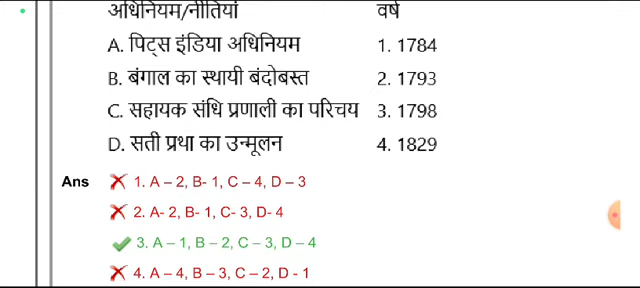 अधिनियम/नीतियां वर्ष
A. पिट्स इंडिया अधिनियम 1. 1784
B. बंगाल का स्थायी बंदोबस्त 2. 1793
C. सहायक संधि प्रणाली का परिचय 3. 1798
D. सती प्रथा का उन्मूलन 4. 1829
Ans 1. A – 2, B- 1, C – 4, D – 3
2. A- 2, B- 1, C- 3, D- 4
3. A – 1, B – 2, C – 3, D – 4
4. A – 4, B – 3, C – 2, D - 1